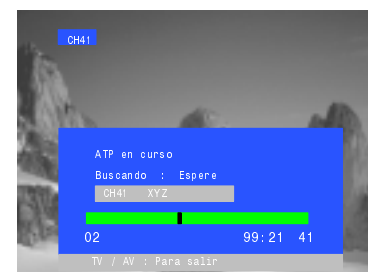 CH41
ATP en curso
Buscando : Espere
CH41 XYZ
02 99:21 41
TV / AV : Para salir